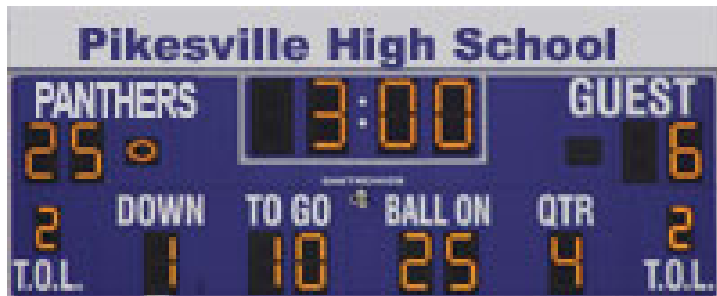 Pikesville High School
PANTHERS 3:00 GUEST
25 6
2 DOWN TO GO BALL ON QTR 2
T.O.L. 1 10 25 4 T.O.L.